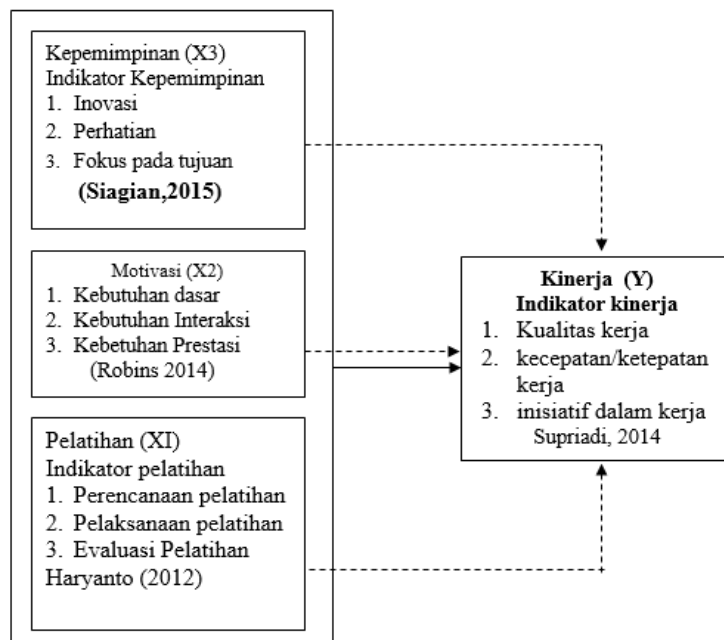 Kepemimpinan (X3)
Indikator Kepemimpinan
1. Inovasi
2. Perhatian
3. Fokus pada tujuan
(Siagian,2015)
Motivasi (X2)
1. Kebutuhan dasar
2. Kebutuhan Interaksi
3. Kebetuhan Prestasi
(Robins 2014)
Pelatihan (XI)
Indikator pelatihan
1. Perencanaan pelatihan
2. Pelaksanaan pelatihan
3. Evaluasi Pelatihan
Haryanto (2012)
Kinerja (Y)
Indikator kinerja
1. Kualitas kerja
2. kecepatan/ketepatan
kerja
3. inisiatif dalam kerja
Supriadi, 2014